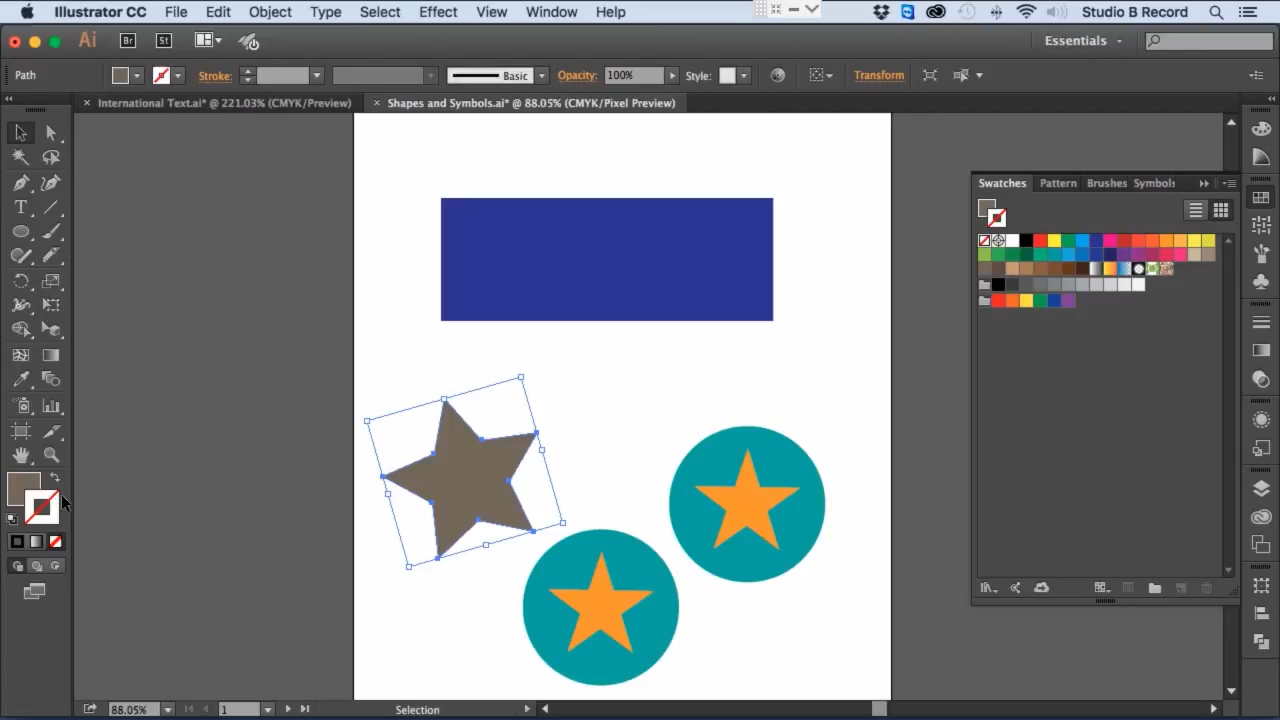 Illustrator CC File Edit Object Type Select Effect View Window Help Studio B Record
Ai Br St Essentials
Path Stroke: Basic Opacity: 100% Style: Transform
International Text.ai* @ 221.03% (CMYK/Preview) Shapes and Symbols.ai* @ 88.05% (CMYK/Pixel Preview)
Swatches Pattern Brushes Symbols
T
88.05% 1 Selection